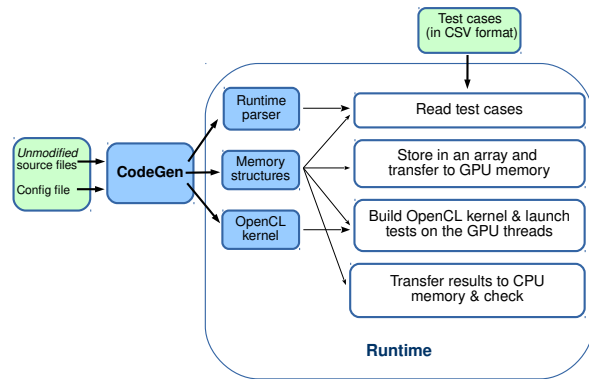 Test cases
(in CSV format)
Runtime
parser
Read test cases
Unmodified
source files
Config file
CodeGen
Memory
structures
Store in an array and
transfer to GPU memory
OpenCL
kernel
Build OpenCL kernel & launch
tests on the GPU threads
Transfer results to CPU
memory & check
Runtime